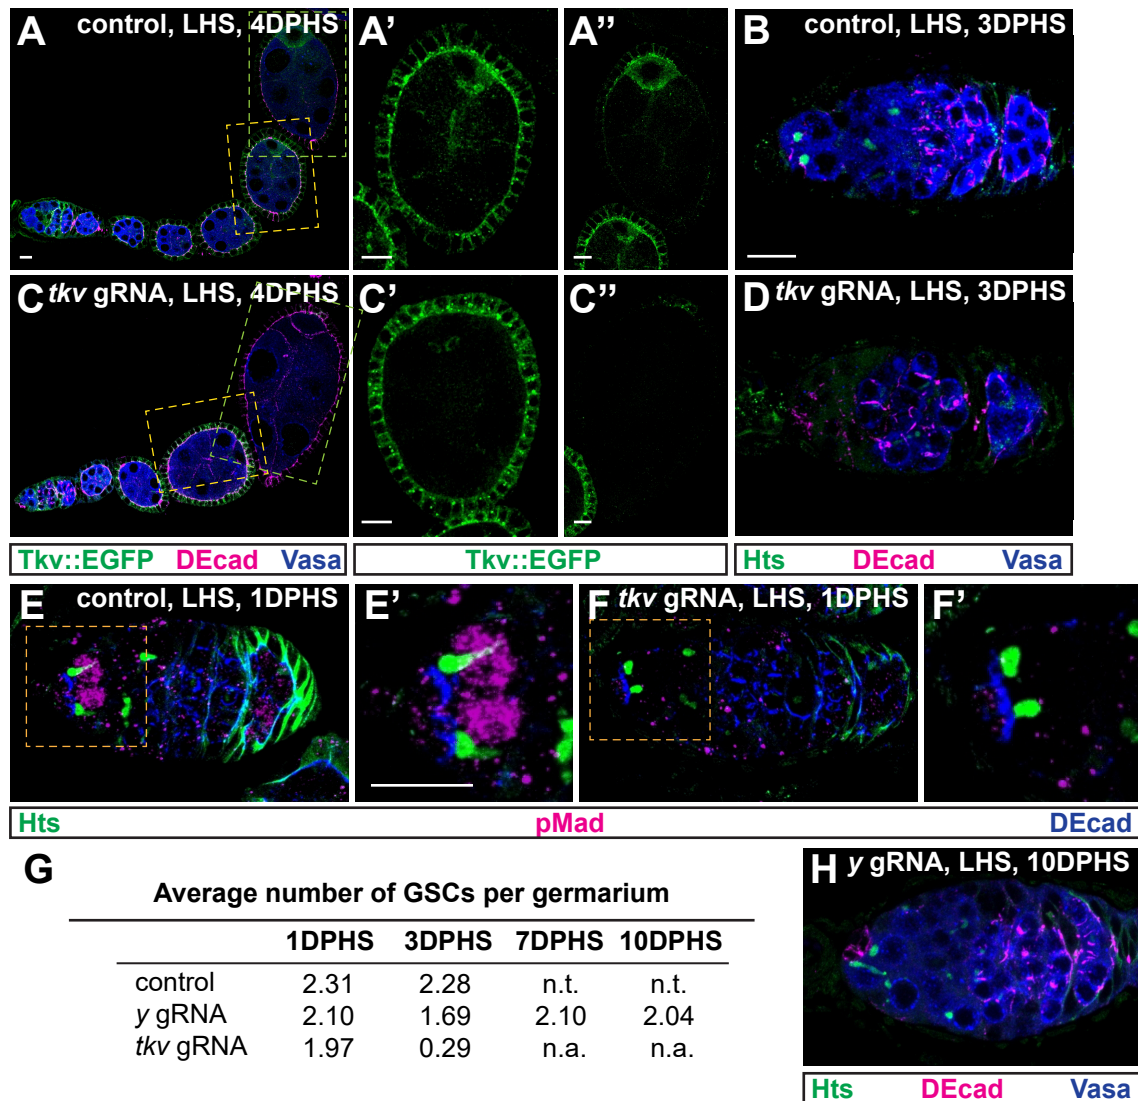 A control, LHS, 4DPHS
A'
A''
B control, LHS, 3DPHS
C tkv gRNA, LHS, 4DPHS
C'
C''
D tkv gRNA, LHS, 3DPHS
Tkv::EGFP DEcad Vasa
Tkv::EGFP
Hts DEcad Vasa
E control, LHS, 1DPHS
E'
F tkv gRNA, LHS, 1DPHS
F'
Hts pMad DEcad
G
Average number of GSCs per germarium
1DPHS 3DPHS 7DPHS 10DPHS
control 2.31 2.28 n.t. n.t.
y gRNA 2.10 1.69 2.10 2.04
tkv gRNA 1.97 0.29 n.a. n.a.
H y gRNA, LHS, 10DPHS
Hts DEcad Vasa